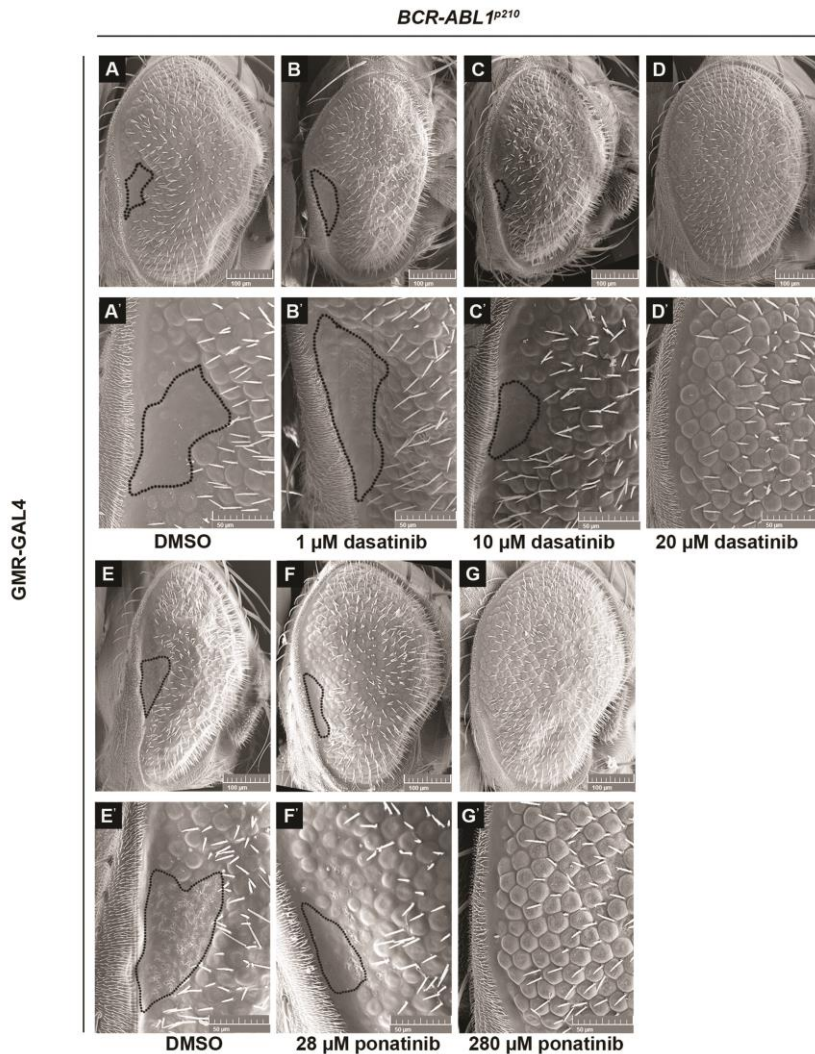 BCR-ABL1p210
A
B
C
D
100 µm
100 µm
100 µm
100 µm
A'
B'
C'
D'
50 µm
50 µm
50 µm
50 µm
DMSO
1 µM dasatinib
10 µM dasatinib
20 µM dasatinib
GMR-GAL4
E
F
G
100 µm
100 µm
100 µm
E'
F'
G'
50 µm
50 µm
50 µm
DMSO
28 µM ponatinib
280 µM ponatinib